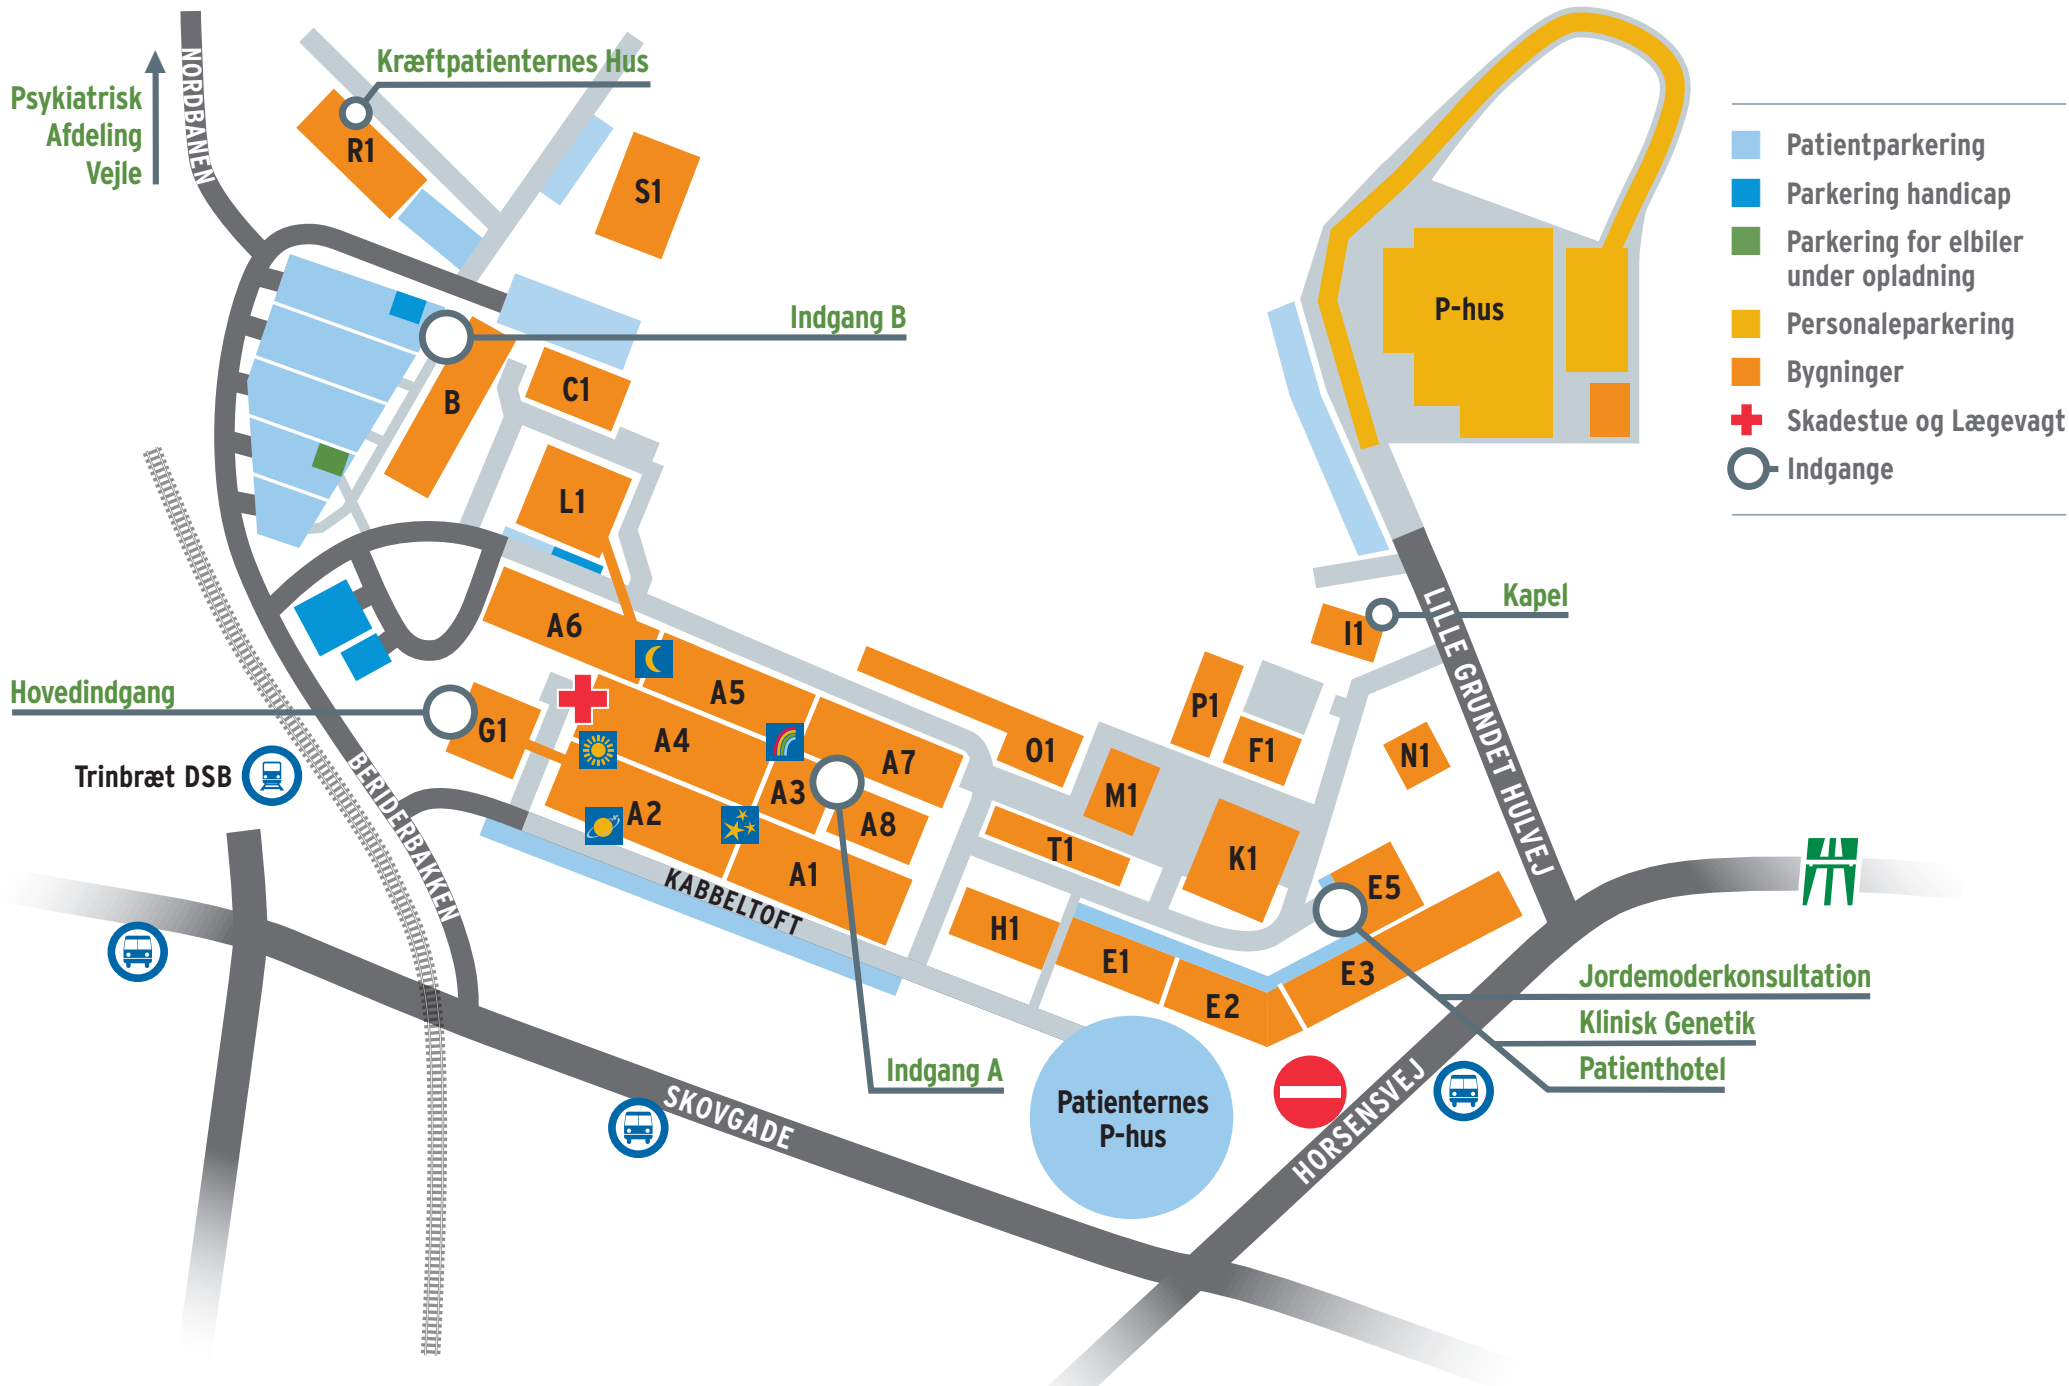 Kræftpatienternes Hus
Psykiatrisk
Afdeling
Vejle
NORDBANEN
R1
S1
Patientparkering
Parkering handicap
Parkering for elbiler
under opladning
Personaleparkering
Bygninger
Skadestue og Lægevagt
Indgange
P-hus
Indgang B
B
C1
L1
Kapel
I1
LILLE GRUNDET HULVEJ
A6
A5
Hovedindgang
G1
A4
A7
O1
P1
F1
N1
M1
Trinbræt DSB
BERIDERBAKKEN
A3
A2
A8
T1
K1
A1
KABBELTOFT
E5
H1
E1
E2
E3
Jordemoderkonsultation
Klinisk Genetik
Patienthotel
Indgang A
Patienternes
P-hus
SKOVGADE
HORSENSVEJ